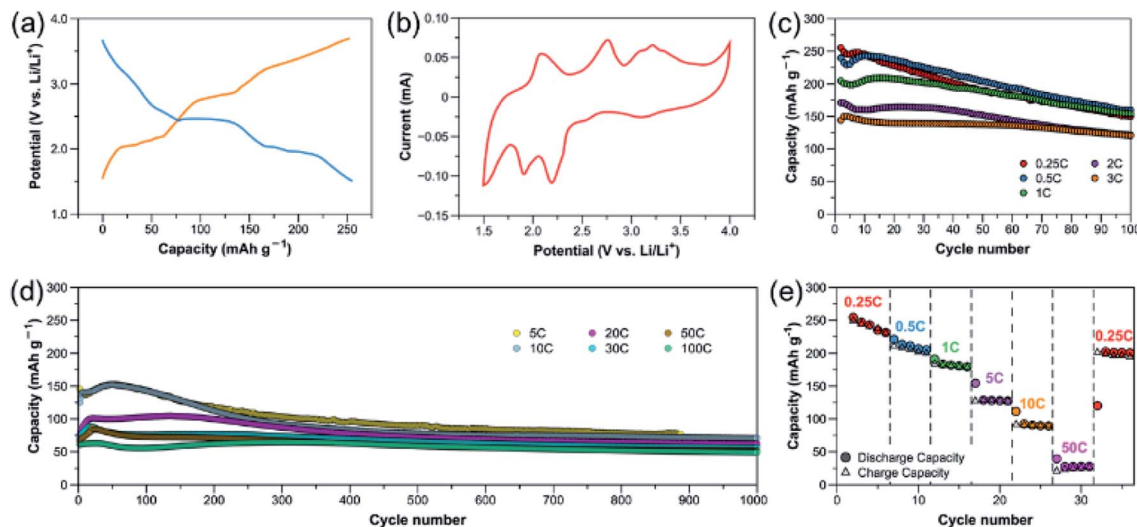 (a)
4.0
3.0
2.0
1.0
Potential (V vs. Li/Li⁺)
0 50 100 150 200 250
Capacity (mAh g⁻¹)
(b)
0.10
0.05
0.00
−0.05
−0.10
−0.15
Current (mA)
1.5 2.0 2.5 3.0 3.5 4.0
Potential (V vs. Li/Li⁺)
(c)
300
250
200
150
100
50
0
Capacity (mAh g⁻¹)
0.25C 2C
0.5C 3C
1C
0 10 20 30 40 50 60 70 80 90 100
Cycle number
(d)
300
250
200
150
100
50
0
Capacity (mAh g⁻¹)
5C 20C 50C
10C 30C 100C
0 100 200 300 400 500 600 700 800 900 1000
Cycle number
(e)
300
250
200
150
100
50
0
Capacity (mAh g⁻¹)
0.25C
0.5C
1C
5C
10C
50C
0.25C
Discharge Capacity
Charge Capacity
0 10 20 30
Cycle number